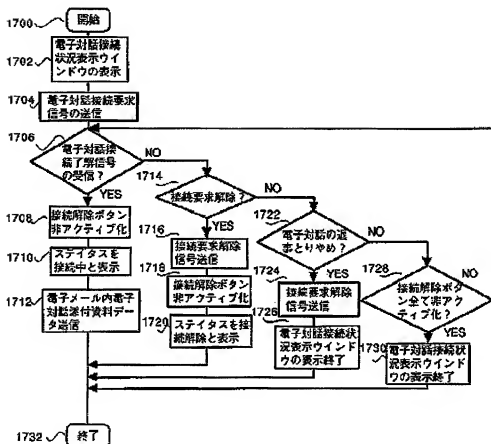 1700
開始
1702
電子対話接続
状況表示ウイ
ンドウの表示
1704
電子対話接続要求
信号の送信
1706
電子対話接
続了解信号
の受信?
NO
YES
1708
接続解除ボタン
非アクティブ化
1710
ステイタスを
接続中と表示
1712
電子メール内電子
対話添付資料デー
タ送信
1714
接続要求解除?
NO
YES
1716
接続要求解除
信号送信
1718
接続解除ボタン
非アクティブ化
1720
ステイタスを接
続解除と表示
1722
電子対話の返
事とりやめ?
NO
YES
1724
接続要求解除
信号送信
1726
電子対話接続状
況表示ウインド
ウの表示終了
1728
接続解除ボタ
ン全て非アク
ティブ化?
YES
1730
電子対話接続状
況表示ウインド
ウの表示終了
1732
終了